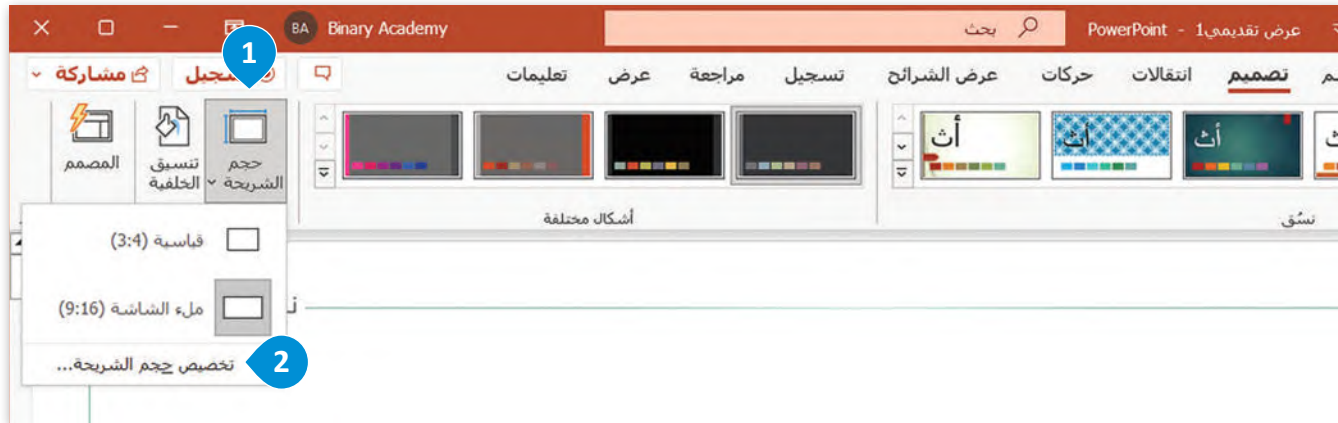 عرض تقديمي1 - PowerPoint
بحث
Binary Academy
BA
1
تصميم
انتقالات
حركات
عرض الشرائح
تسجيل
مراجعة
عرض
تعليمات
مشاركة
أث
أث
أث
حجم الشريحة
تنسيق الخلفية
المصمم
نسُق
أشكال مختلفة
قياسية (3:4)
ملء الشاشة (9:16)
تخصيص حجم الشريحة...
2